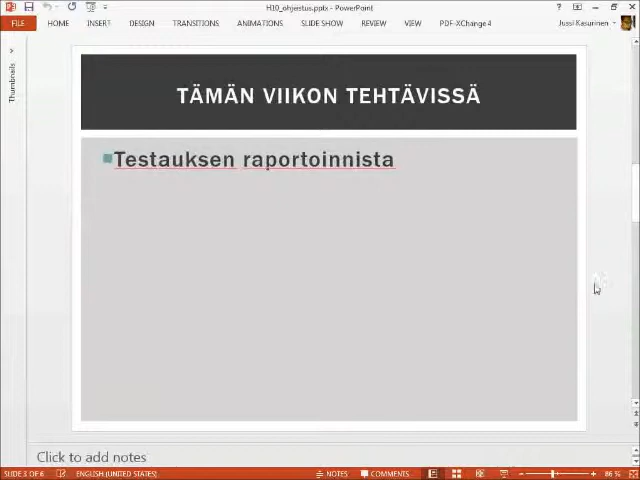 H10_ohjeistus.pptx - PowerPoint
FILE HOME INSERT DESIGN TRANSITIONS ANIMATIONS SLIDE SHOW REVIEW VIEW PDF-XChange 4 Jussi Kasurinen
Thumbnails
TÄMÄN VIIKON TEHTÄVISSÄ
Testauksen raportoinnista
Click to add notes
SLIDE 3 OF 6 ENGLISH (UNITED STATES) NOTES COMMENTS 86 %